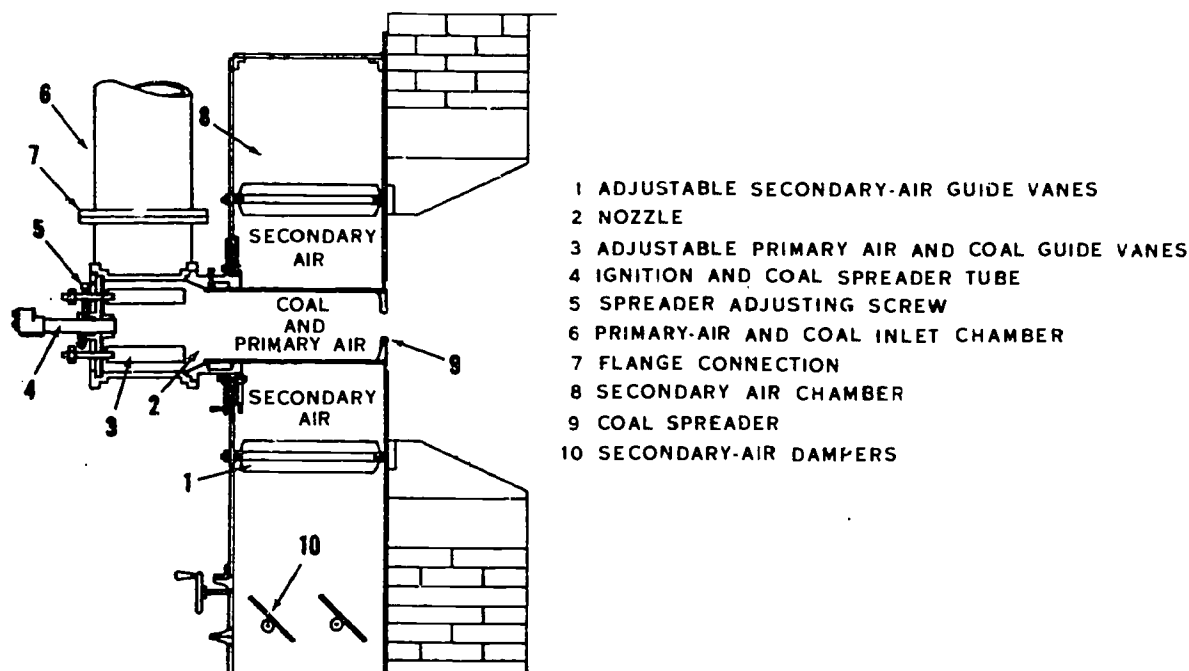 6
8
7
5
SECONDARY
AIR
COAL
AND
PRIMARY AIR
4
3
2
9
SECONDARY
AIR
1
10
1 ADJUSTABLE SECONDARY-AIR GUIDE VANES
2 NOZZLE
3 ADJUSTABLE PRIMARY AIR AND COAL GUIDE VANES
4 IGNITION AND COAL SPREADER TUBE
5 SPREADER ADJUSTING SCREW
6 PRIMARY-AIR AND COAL INLET CHAMBER
7 FLANGE CONNECTION
8 SECONDARY AIR CHAMBER
9 COAL SPREADER
10 SECONDARY-AIR DAMPERS